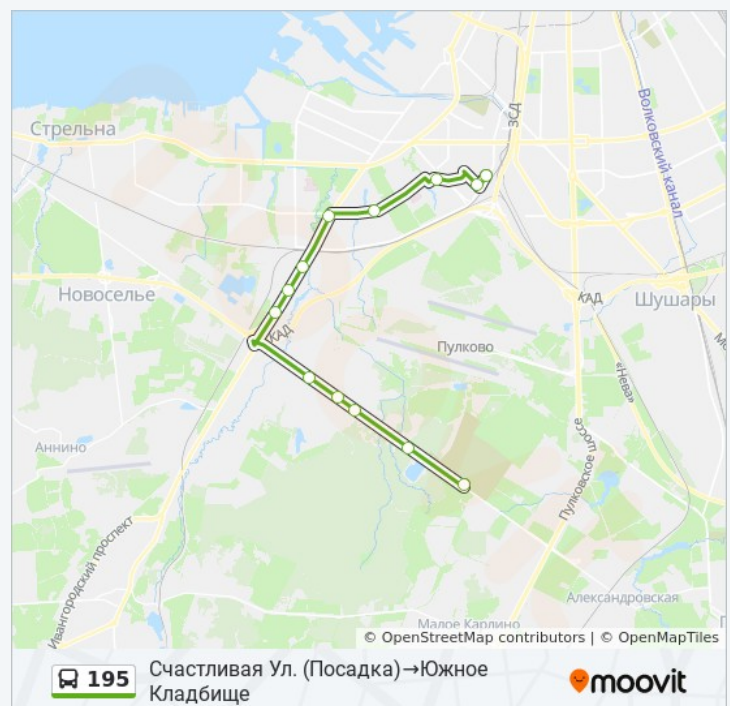 ЗСД
Волковский канал
Стрельна
Новоселье
КАД
КАД
Шушары
Пулково
«Нева»
Аннино
Пулковское шоссе
Ивангородский проспект
Александровская
Малое Карлино
© OpenStreetMap contributors | © OpenMapTiles
195
Счастливая Ул. (Посадка)→Южное
Кладбище
moovit